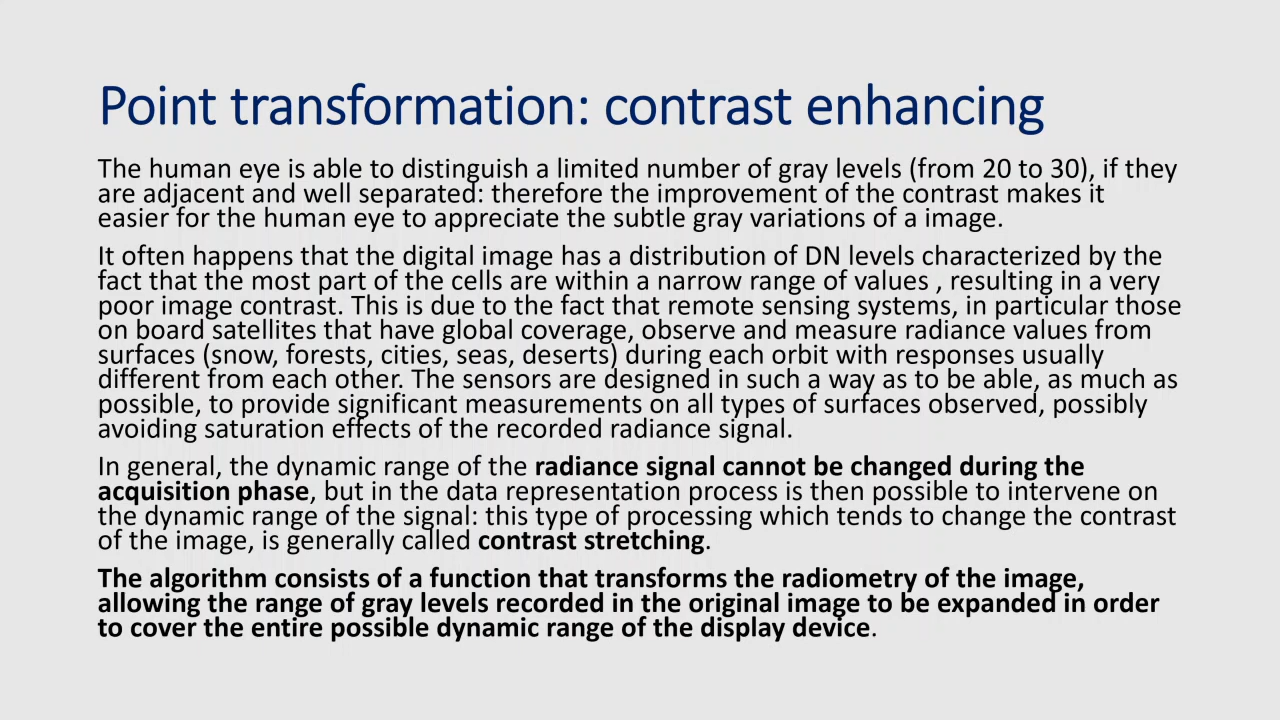 Point transformation: contrast enhancing
The human eye is able to distinguish a limited number of gray levels (from 20 to 30), if they
are adjacent and well separated: therefore the improvement of the contrast makes it
easier for the human eye to appreciate the subtle gray variations of a image.
It often happens that the digital image has a distribution of DN levels characterized by the
fact that the most part of the cells are within a narrow range of values , resulting in a very
poor image contrast. This is due to the fact that remote sensing systems, in particular those
on board satellites that have global coverage, observe and measure radiance values from
surfaces (snow, forests, cities, seas, deserts) during each orbit with responses usually
different from each other. The sensors are designed in such a way as to be able, as much as
possible, to provide significant measurements on all types of surfaces observed, possibly
avoiding saturation effects of the recorded radiance signal.
In general, the dynamic range of the radiance signal cannot be changed during the
acquisition phase, but in the data representation process is then possible to intervene on
the dynamic range of the signal: this type of processing which tends to change the contrast
of the image, is generally called contrast stretching.
The algorithm consists of a function that transforms the radiometry of the image,
allowing the range of gray levels recorded in the original image to be expanded in order
to cover the entire possible dynamic range of the display device.